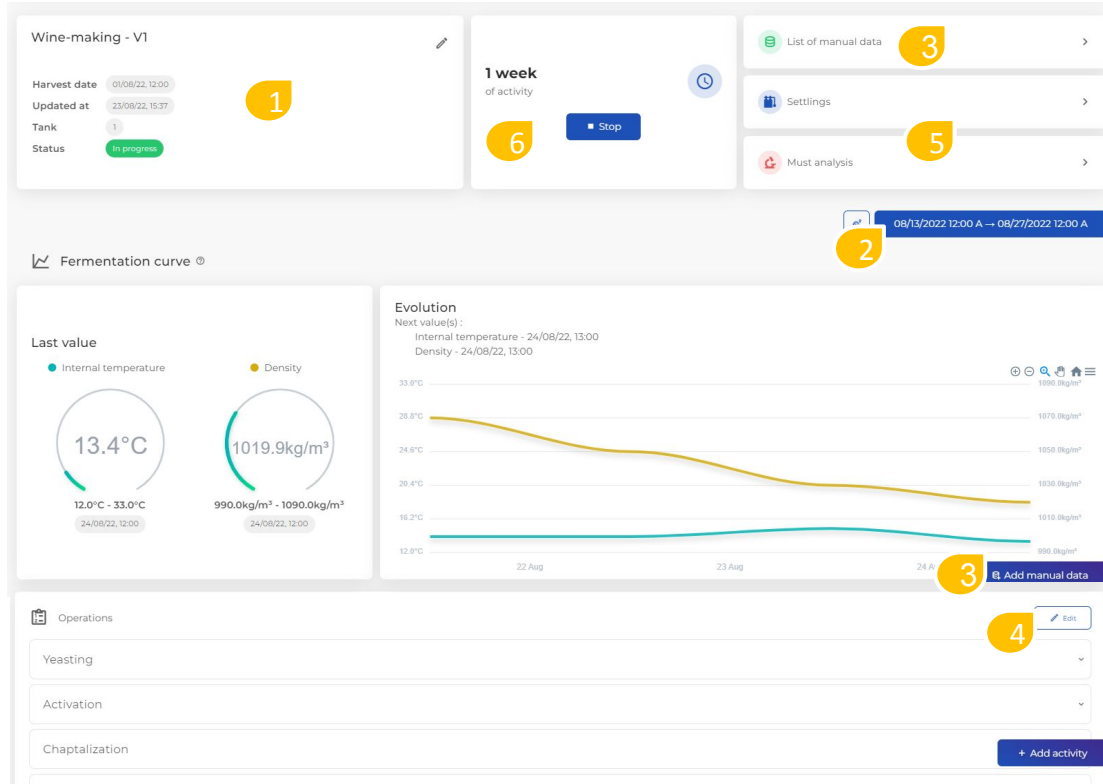 Wine-making - V1
Harvest date 01/08/22, 12:00
Updated at 23/08/22, 15:37
Tank 1
Status In progress
1
1 week
of activity
Stop
6
List of manual data
3
Settlings
5
Must analysis
2
08/13/2022 12:00 A → 08/27/2022 12:00 A
Fermentation curve
Last value
Internal temperature
Density
13.4°C
1019.9kg/m³
12.0°C - 33.0°C
990.0kg/m³ - 1090.0kg/m³
24/08/22, 12:00
24/08/22, 12:00
Evolution
Next value(s) :
Internal temperature - 24/08/22, 13:00
Density - 24/08/22, 13:00
33.0°C
1090.0kg/m³
28.8°C
1070.0kg/m³
24.6°C
1050.0kg/m³
20.4°C
1030.0kg/m³
16.2°C
1010.0kg/m³
12.0°C
990.0kg/m³
22 Aug
23 Aug
24 A
3
Add manual data
Operations
4
Edit
Yeasting
Activation
Chaptalization
+ Add activity